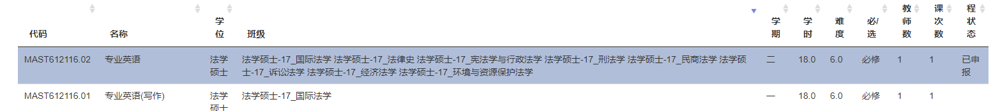 代码 名称 学位 班级 学期 学时 难度 必/选 教师数 课次数 程状态
MAST612116.02 专业英语 法学硕士 法学硕士-17_国际法学 法学硕士-17_法律史 法学硕士-17_宪法学与行政法学 法学硕士-17_刑法学 法学硕士-17_民商法学 法学硕
士-17_诉讼法学 法学硕士-17_经济法学 法学硕士-17_环境与资源保护法学 二 18.0 6.0 必修 1 1 已申报
MAST612116.01 专业英语(写作) 法学硕士 法学硕士-17_国际法学 一 18.0 6.0 必修 1 1